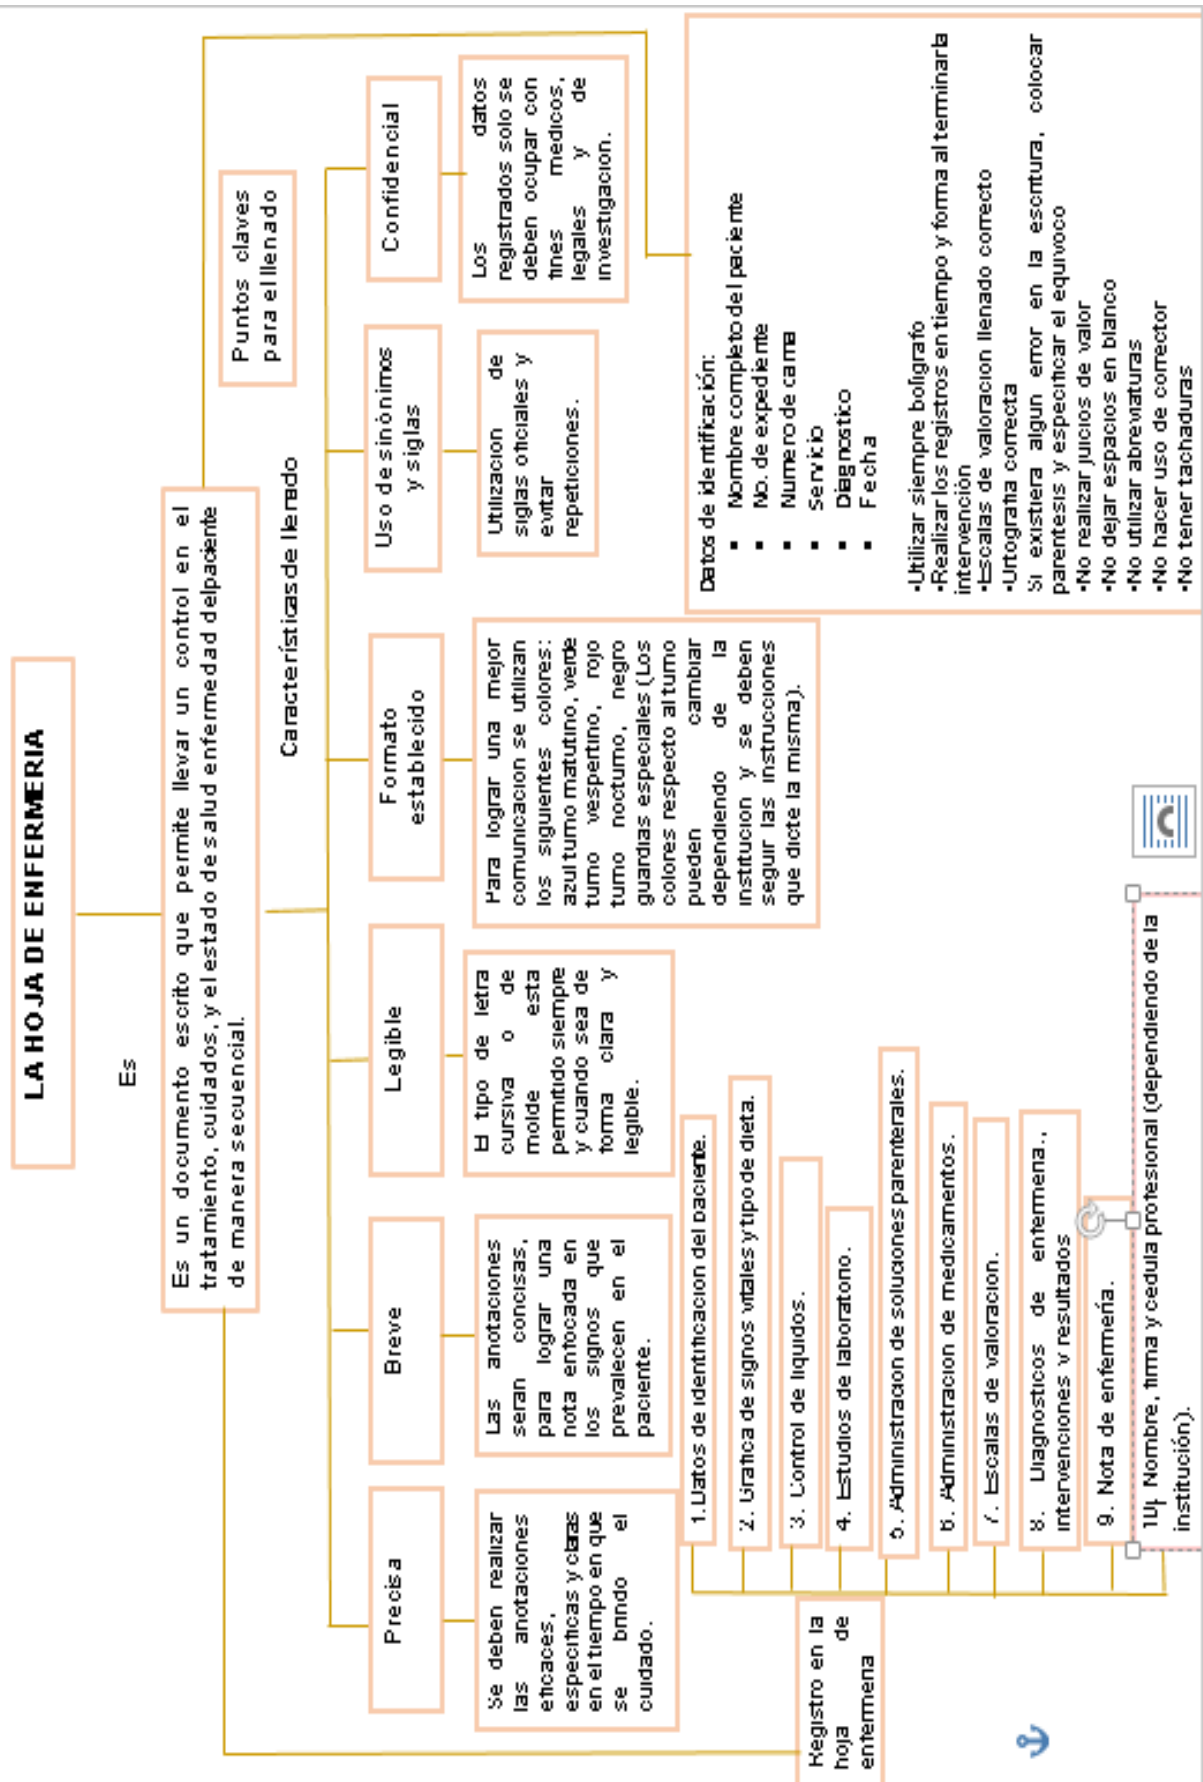 LA HOJA DE ENFERMERIA
Es
Es un documento escrito que permite llevar un control en el
tratamiento, cuidados, y el estado de salud enfermedad del paciente
de manera secuencial.
Puntos claves
para el llenado
Características de llenado
Precisa
Se deben realizar
las anotaciones
eficaces,
especificas y claras
en el tiempo en que
se brindo el
cuidado.
Breve
Las anotaciones
seran concisas,
para lograr una
nota enfocada en
los signos que
prevalecen en el
paciente.
Legible
El tipo de letra
cursiva o de
molde esta
permitido siempre
y cuando sea de
forma clara y
legible.
Formato
establecido
Para lograr una mejor
comunicacion se utilizan
los siguientes colores:
azul turno matutino, verde
turno vespertino, rojo
turno nocturno, negro
guardias especiales (Los
colores respecto al turno
pueden cambiar
dependiendo de la
institucion y se deben
seguir las instrucciones
que dicte la misma).
Uso de sinónimos
y siglas
Utilizacion de
siglas oficiales y
evitar
repeticiones.
Confidencial
Los datos
registrados solo se
deben ocupar con
fines medicos,
legales y de
investigacion.
Registro en la
hoja de
enfermeria
1. Datos de identificacion del paciente.
2. Grafica de signos vitales y tipo de dieta.
3. Control de liquidos.
4. Estudios de laboratorio.
5. Administracion de soluciones parenterales.
6. Administracion de medicamentos.
7. Escalas de valoracion.
8. Diagnosticos de enfermeria.,
intervenciones y resultados
9. Nota de enfermería.
10. Nombre, firma y cedula profesional (dependiendo de la
institución).
Datos de identificación:
▪ Nombre completo del paciente
▪ No. de expediente
▪ Numero de cama
▪ Servicio
▪ Diagnostico
▪ Fecha
•Utilizar siempre boligrafo
•Realizar los registros en tiempo y forma al terminar la
intervención
•Escalas de valoracion llenado correcto
•Ortografia correcta
Si existiera algun error en la escritura, colocar
parentesis y especificar el equivoco
•No realizar juicios de valor
•No dejar espacios en blanco
•No utilizar abreviaturas
•No hacer uso de corrector
•No tener tachaduras